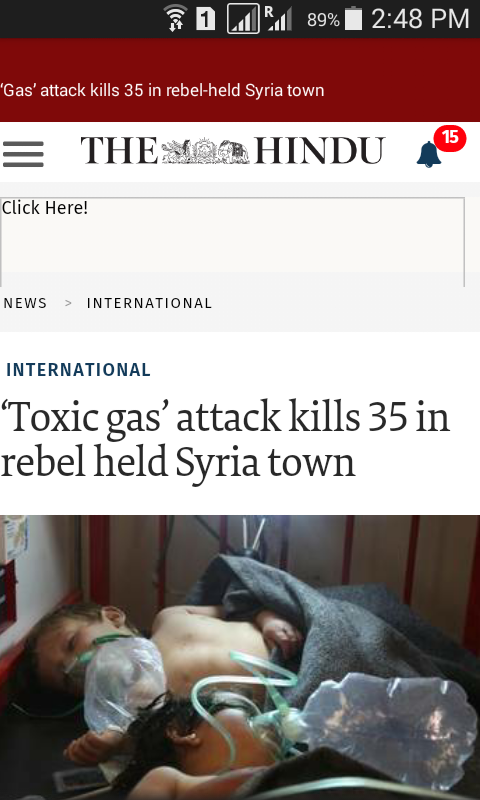 1 R 89% 2:48 PM
‘Gas’ attack kills 35 in rebel-held Syria town
THE HINDU
15
Click Here!
NEWS > INTERNATIONAL
INTERNATIONAL
‘Toxic gas’ attack kills 35 in
rebel held Syria town